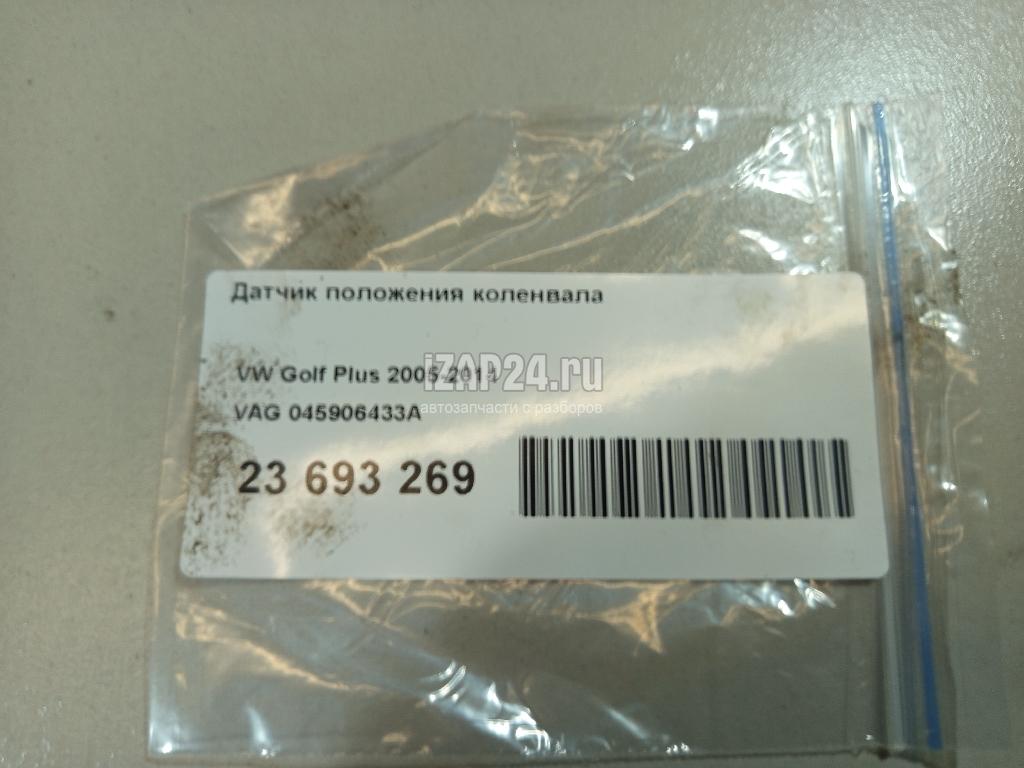 Датчик положения коленвала
VW Golf Plus 2005-2014
iZAP24.ru
VAG 045906433A
автозапчасти с разборов
23 693 269